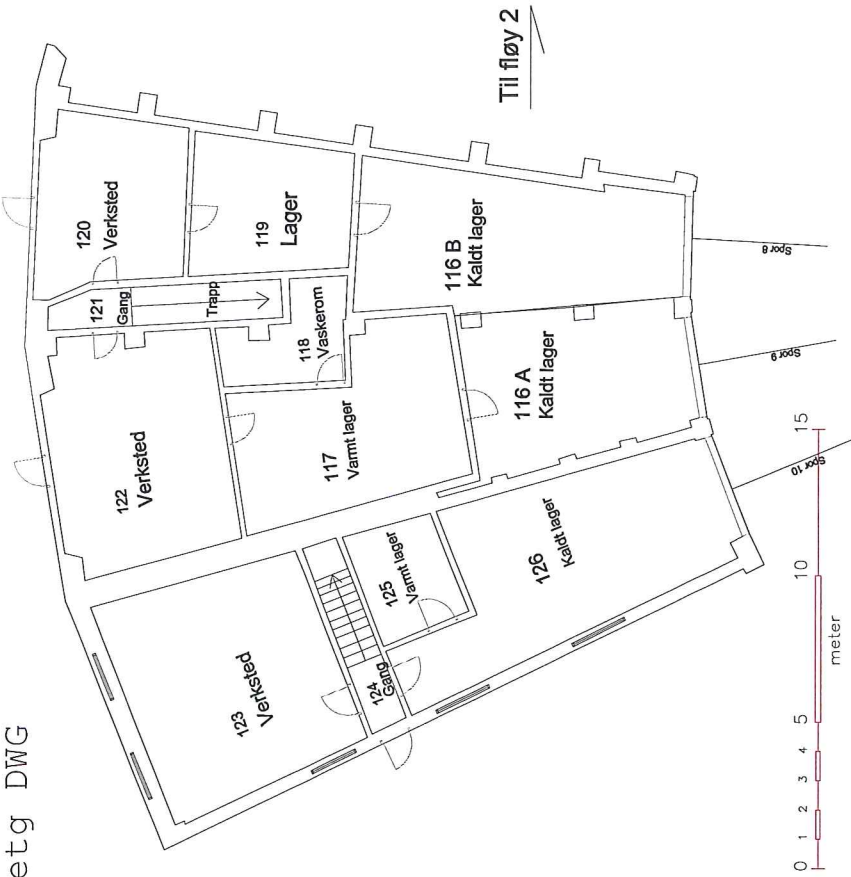 etg DWG
Til fløy 2
120
Verksted
119
Lager
116 B
Kaldt lager
121
Gang
Trapp
118
Vaskerom
122
Verksted
117
Varmt lager
116 A
Kaldt lager
123
Verksted
124
Gang
125
Varmt lager
126
Kaldt lager
Spor 8
Spor 9
Spor 10
0 1 2 3 4 5 10 15
meter